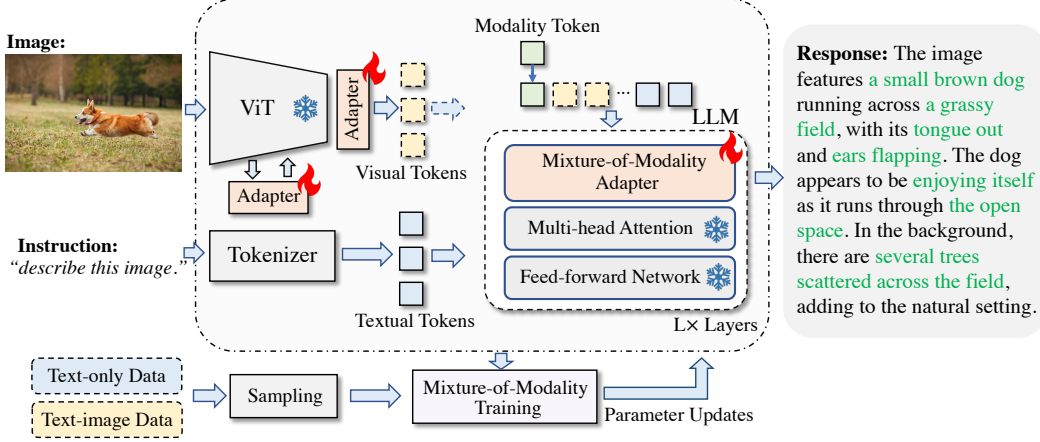 Image:
ViT
Adapter
Adapter
Visual Tokens
Modality Token
...
LLM
Mixture-of-Modality
Adapter
Multi-head Attention
Feed-forward Network
L× Layers
Instruction:
“describe this image.”
Tokenizer
Textual Tokens
Response: The image
features a small brown dog
running across a grassy
field, with its tongue out
and ears flapping. The dog
appears to be enjoying itself
as it runs through the open
space. In the background,
there are several trees
scattered across the field,
adding to the natural setting.
Text-only Data
Text-image Data
Sampling
Mixture-of-Modality
Training
Parameter Updates